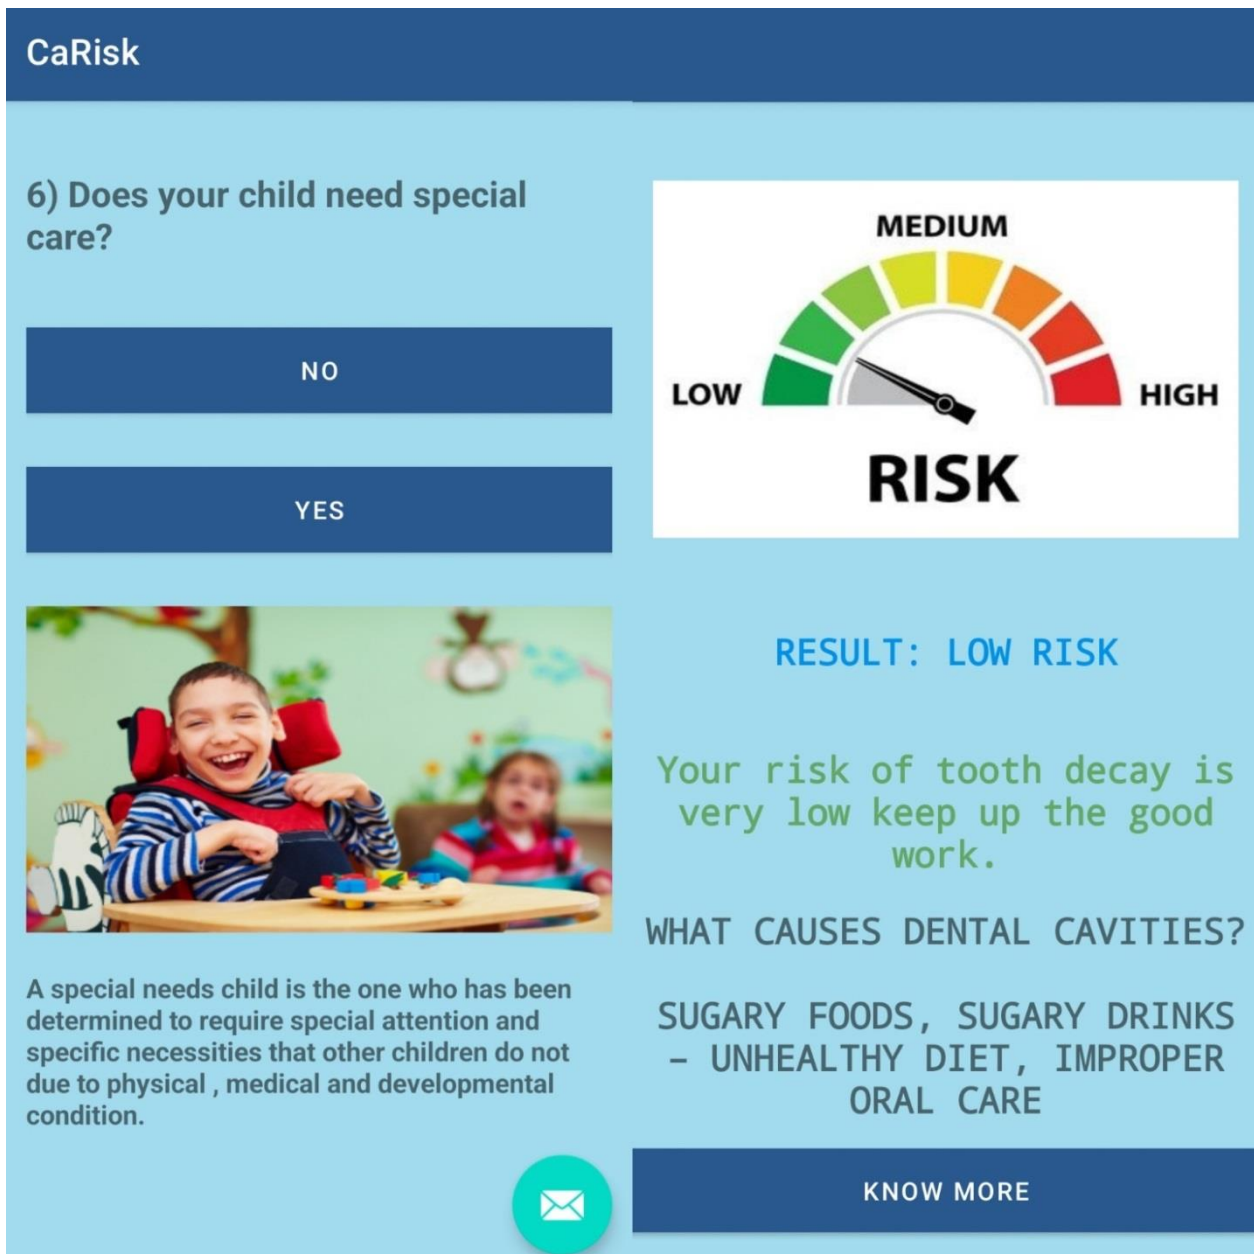 CaRisk
6) Does your child need special
care?
NO
YES
A special needs child is the one who has been
determined to require special attention and
specific necessities that other children do not
due to physical , medical and developmental
condition.
MEDIUM
LOW
HIGH
RISK
RESULT: LOW RISK
Your risk of tooth decay is
very low keep up the good
work.
WHAT CAUSES DENTAL CAVITIES?
SUGARY FOODS, SUGARY DRINKS
– UNHEALTHY DIET, IMPROPER
ORAL CARE
KNOW MORE